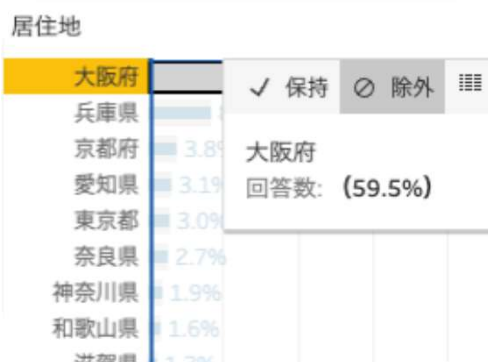 居住地
大阪府
✓ 保持 除外
兵庫県
京都府 3.8%
大阪府
回答数: (59.5%)
愛知県 3.1%
東京都 3.0%
奈良県 2.7%
神奈川県 1.9%
和歌山県 1.6%